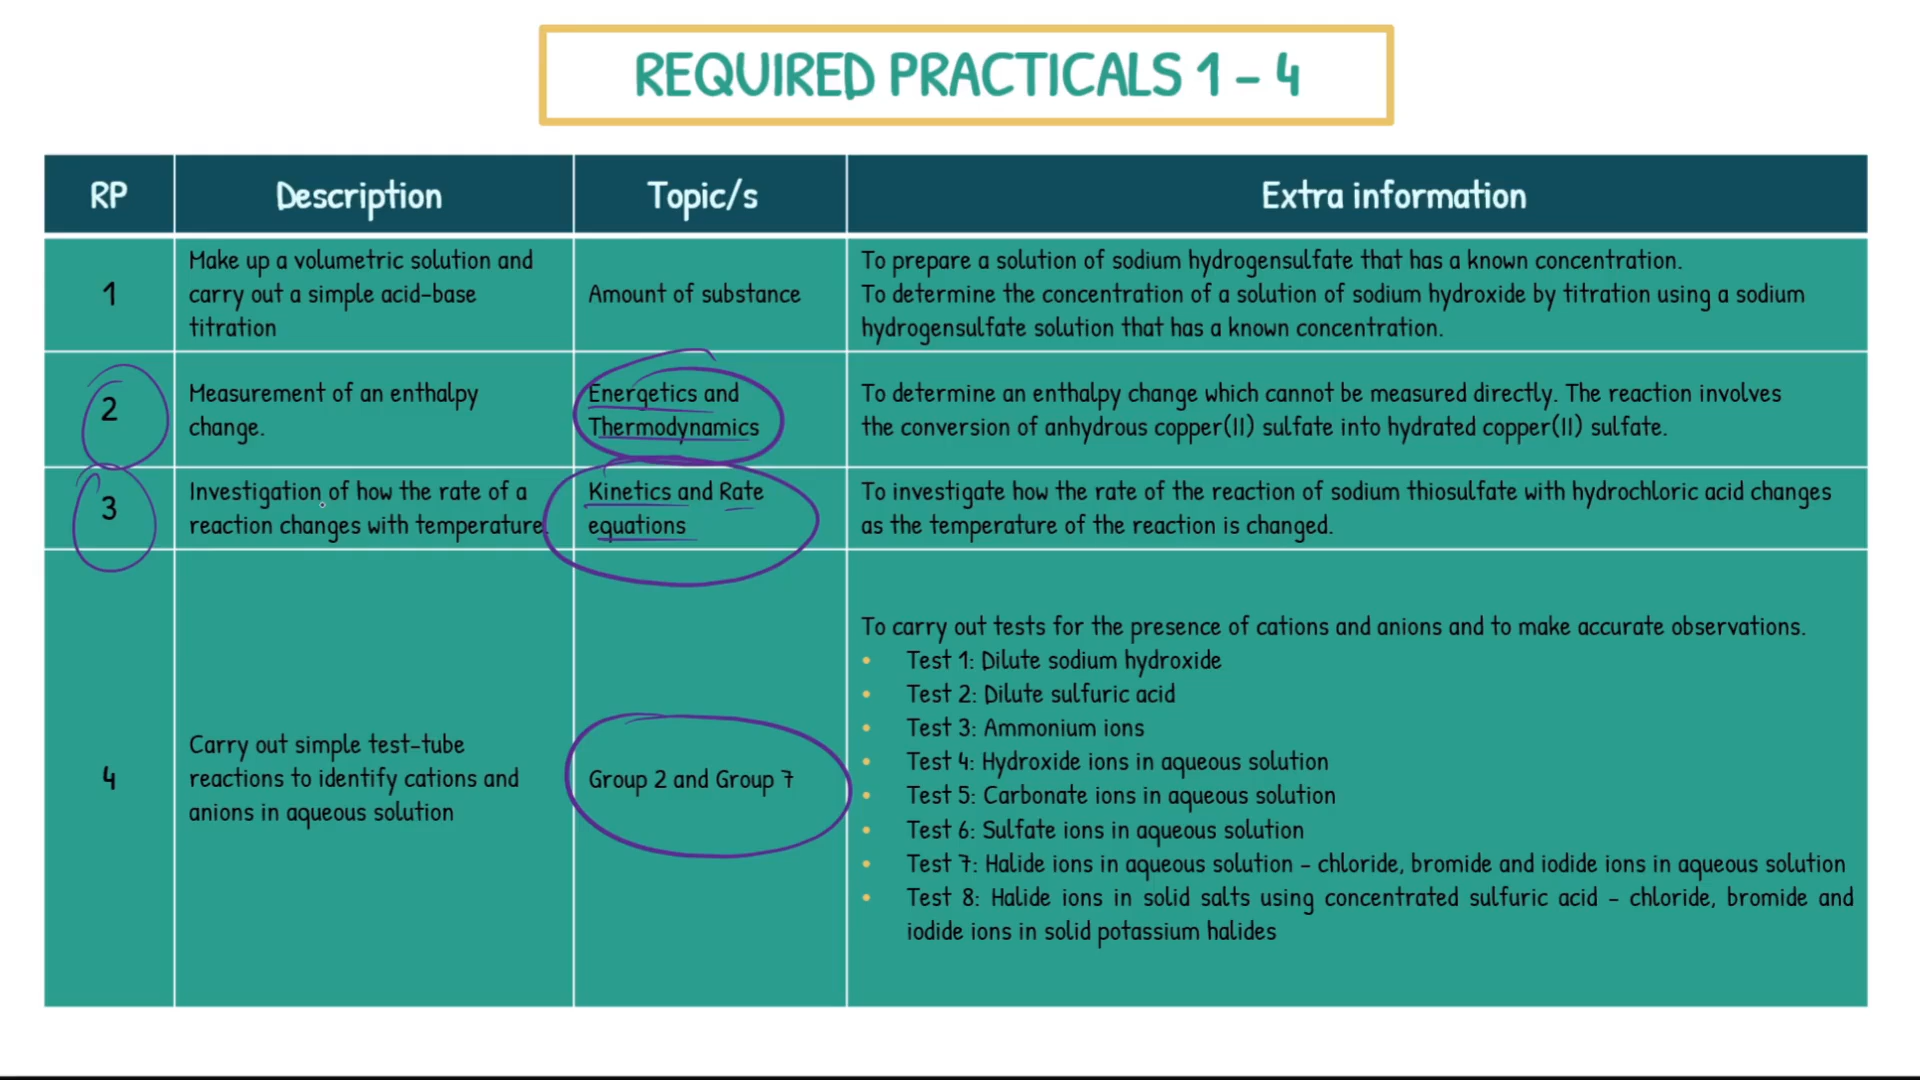 REQUIRED PRACTICALS 1 – 4
RP
Description
Topic/s
Extra information
1
Make up a volumetric solution and
carry out a simple acid-base
titration
Amount of substance
To prepare a solution of sodium hydrogensulfate that has a known concentration.
To determine the concentration of a solution of sodium hydroxide by titration using a sodium
hydrogensulfate solution that has a known concentration.
2
Measurement of an enthalpy
change.
Energetics and
Thermodynamics
To determine an enthalpy change which cannot be measured directly. The reaction involves
the conversion of anhydrous copper(II) sulfate into hydrated copper(II) sulfate.
3
Investigation of how the rate of a
reaction changes with temperature.
Kinetics and Rate
equations
To investigate how the rate of the reaction of sodium thiosulfate with hydrochloric acid changes
as the temperature of the reaction is changed.
4
Carry out simple test-tube
reactions to identify cations and
anions in aqueous solution
Group 2 and Group 7
To carry out tests for the presence of cations and anions and to make accurate observations.
• Test 1: Dilute sodium hydroxide
• Test 2: Dilute sulfuric acid
• Test 3: Ammonium ions
• Test 4: Hydroxide ions in aqueous solution
• Test 5: Carbonate ions in aqueous solution
• Test 6: Sulfate ions in aqueous solution
• Test 7: Halide ions in aqueous solution – chloride, bromide and iodide ions in aqueous solution
• Test 8: Halide ions in solid salts using concentrated sulfuric acid – chloride, bromide and
iodide ions in solid potassium halides